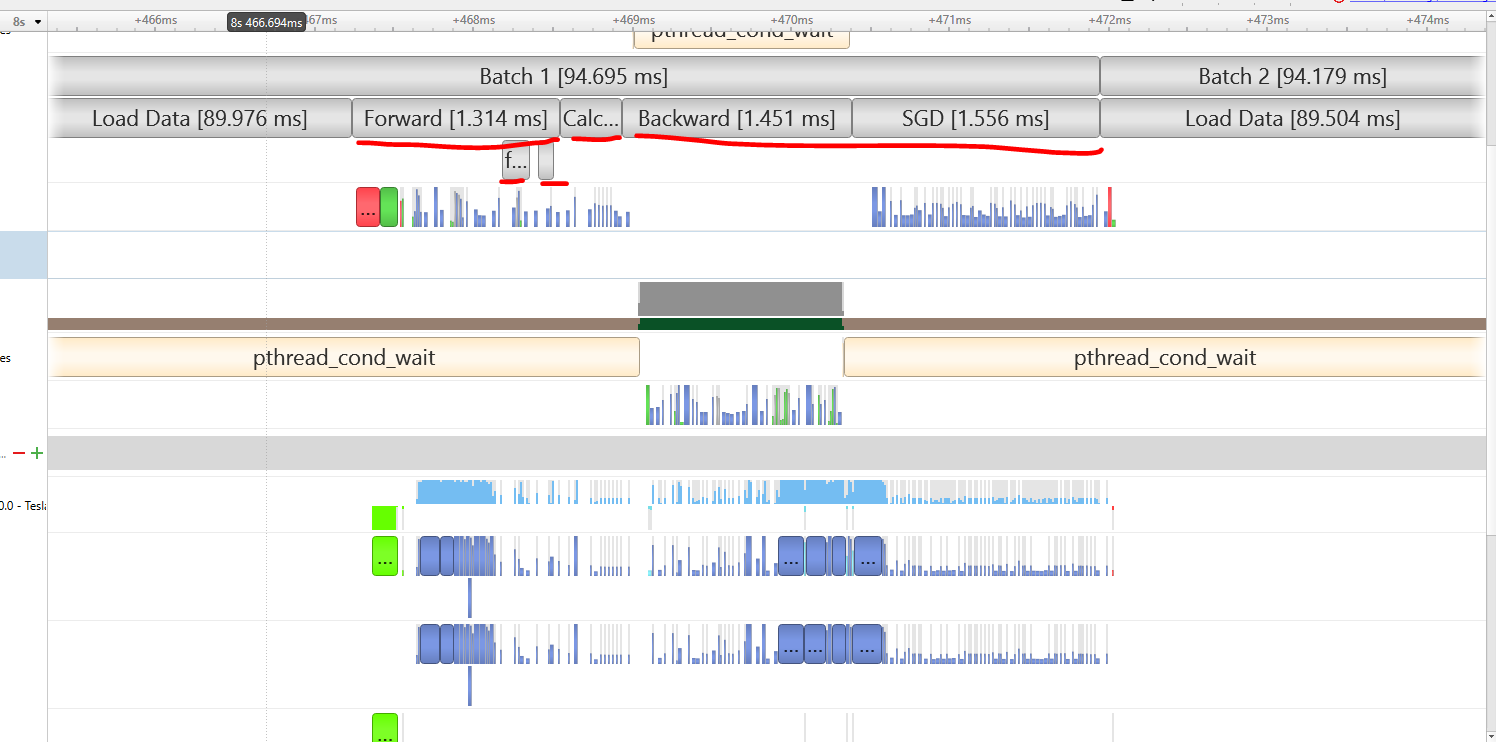 8s +466ms 8s 466.694ms 67ms +468ms +469ms +470ms +471ms +472ms +473ms +474ms
es pthread_cond_wait
Batch 1 [94.695 ms] Batch 2 [94.179 ms]
Load Data [89.976 ms] Forward [1.314 ms] Calc... Backward [1.451 ms] SGD [1.556 ms] Load Data [89.504 ms]
f...
...
es pthread_cond_wait pthread_cond_wait
...
0.0 - Tesla
... ... ...
... ... ...
...